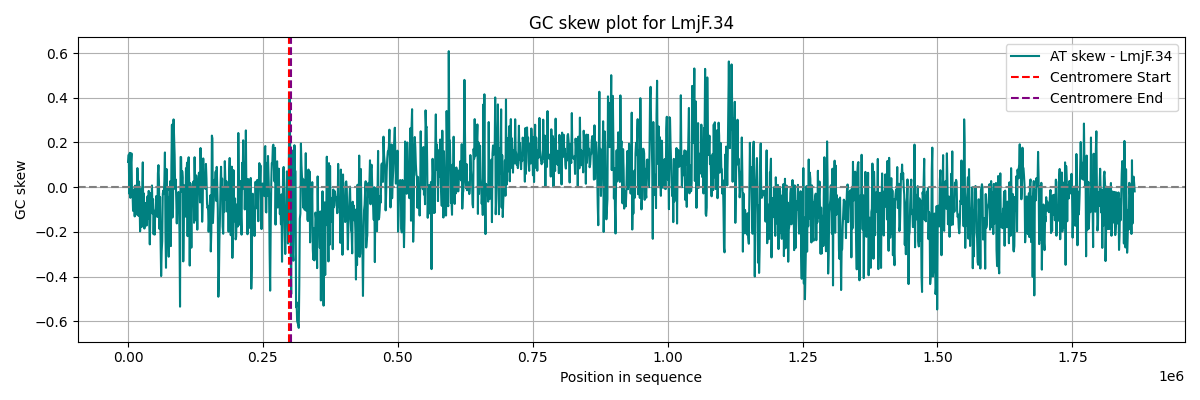 GC skew plot for LmjF.34
AT skew - LmjF.34
Centromere Start
Centromere End
GC skew
0.6
0.4
0.2
0.0
−0.2
−0.4
−0.6
0.00 0.25 0.50 0.75 1.00 1.25 1.50 1.75
1e6
Position in sequence